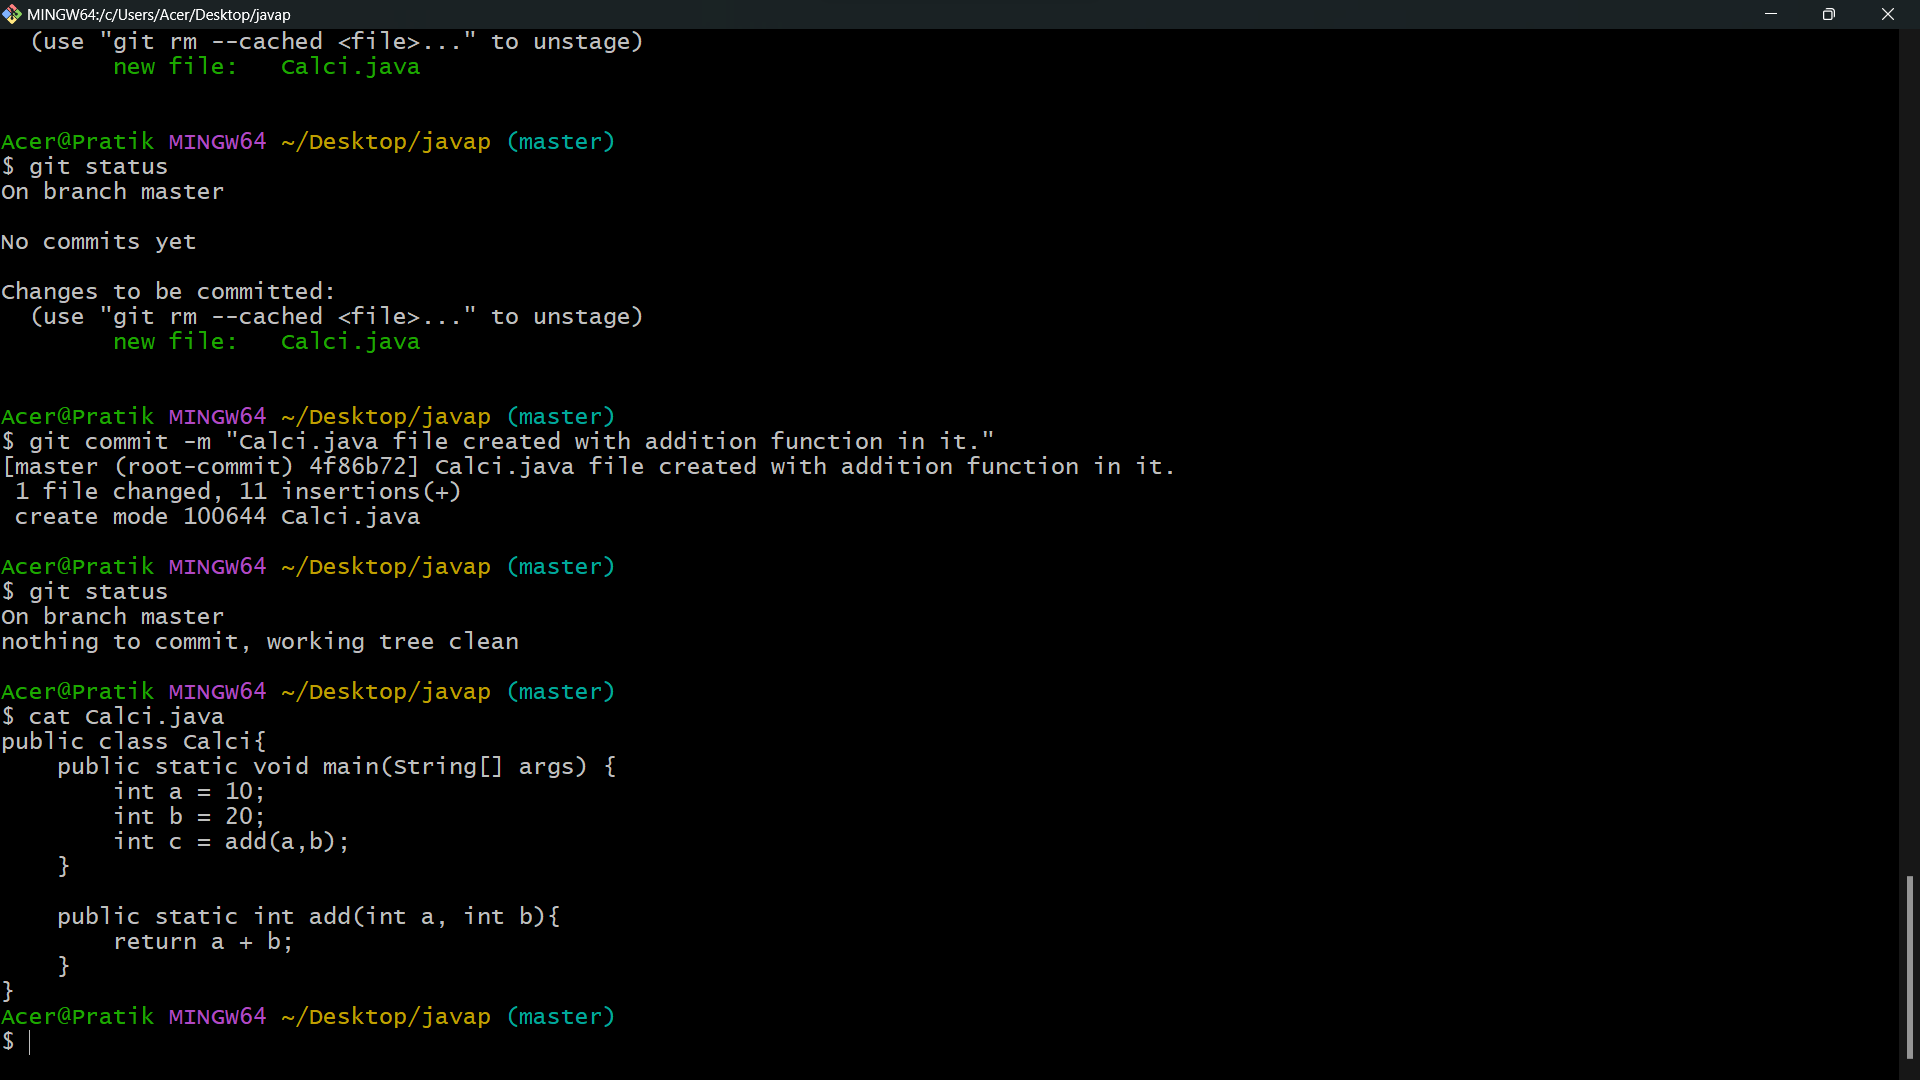 MINGW64:/c/Users/Acer/Desktop/javap
(use "git rm --cached <file>..." to unstage)
new file:   Calci.java
Acer@Pratik MINGW64 ~/Desktop/javap (master)
$ git status
On branch master
No commits yet
Changes to be committed:
(use "git rm --cached <file>..." to unstage)
new file:   Calci.java
Acer@Pratik MINGW64 ~/Desktop/javap (master)
$ git commit -m "Calci.java file created with addition function in it."
[master (root-commit) 4f86b72] Calci.java file created with addition function in it.
1 file changed, 11 insertions(+)
create mode 100644 Calci.java
Acer@Pratik MINGW64 ~/Desktop/javap (master)
$ git status
On branch master
nothing to commit, working tree clean
Acer@Pratik MINGW64 ~/Desktop/javap (master)
$ cat Calci.java
public class Calci{
    public static void main(String[] args) {
        int a = 10;
        int b = 20;
        int c = add(a,b);
    }
    public static int add(int a, int b){
        return a + b;
    }
}
Acer@Pratik MINGW64 ~/Desktop/javap (master)
$